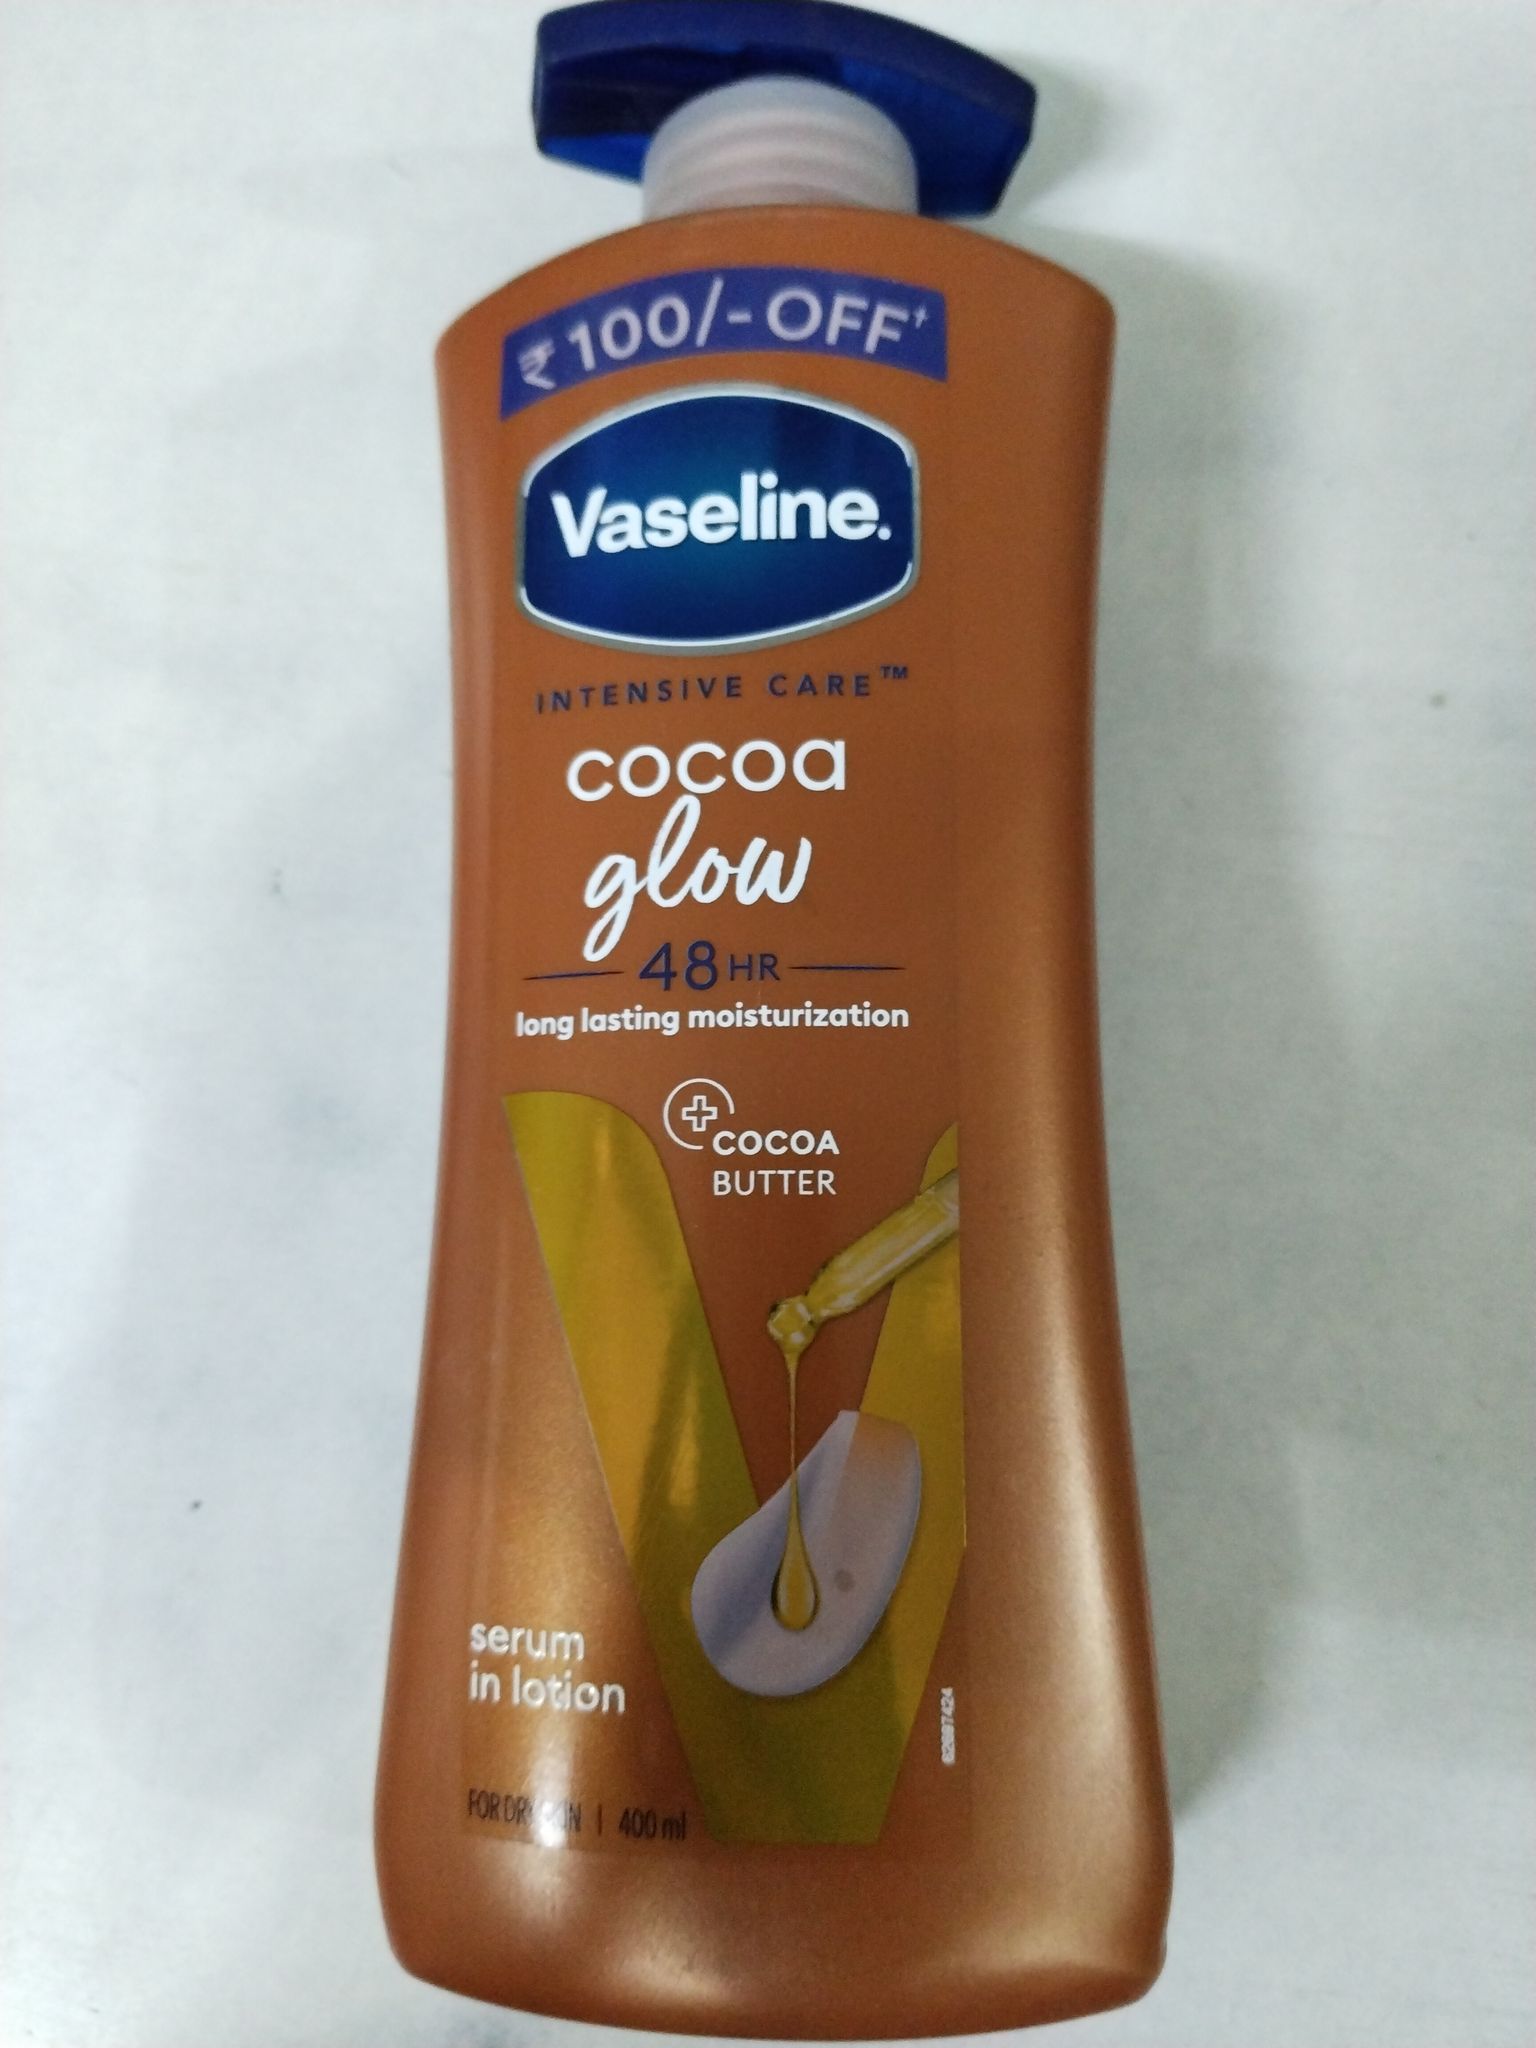 ₹ 100/- OFF†
Vaseline.
INTENSIVE CARE™
cocoa
glow
48 HR
long lasting moisturization
COCOA
BUTTER
serum
in lotion
FOR | 400 ml